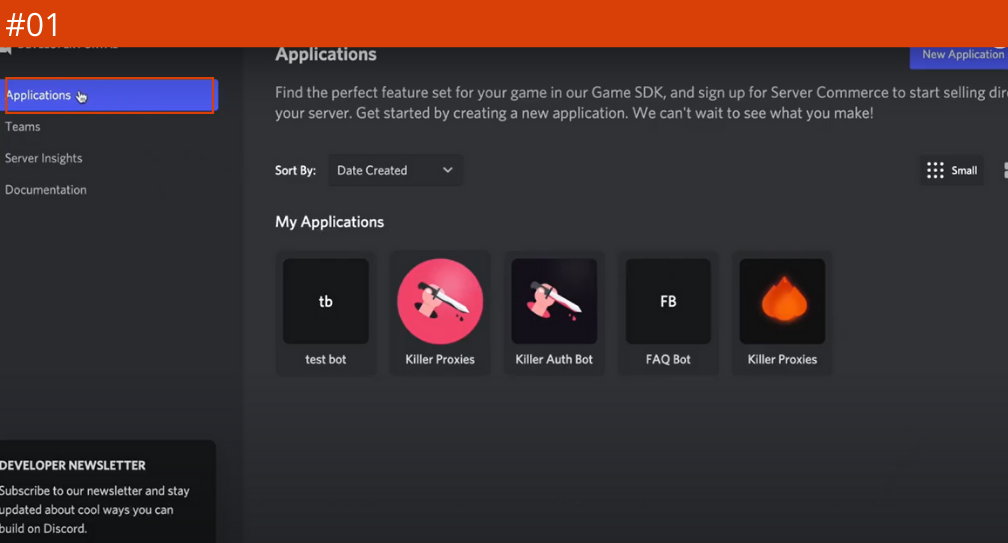 #01
Applications
Teams
Server Insights
Documentation
DEVELOPER NEWSLETTER
Subscribe to our newsletter and stay
updated about cool ways you can
build on Discord.
Applications
New Application
Find the perfect feature set for your game in our Game SDK, and sign up for Server Commerce to start selling
your server. Get started by creating a new application. We can't wait to see what you make!
Sort By: Date Created
Small
My Applications
tb
FB
test bot Killer Proxies Killer Auth Bot FAQ Bot Killer Proxies